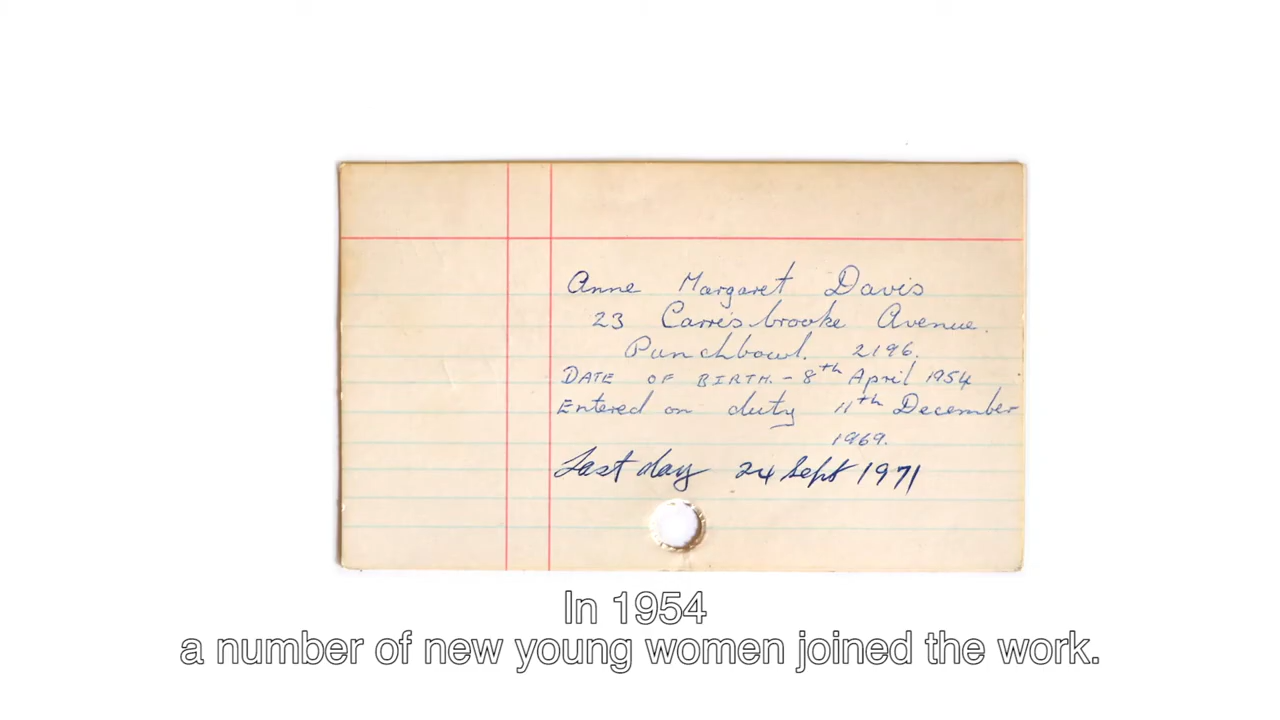 Anne Margaret Davis
23 Carrisbrooke Avenue.
Punchbowl. 2196.
DATE OF BIRTH. - 8th April 1954
Entered on duty 11th December
1969.
Last day 24 Sept 1971
In 1954
a number of new young women joined the work.